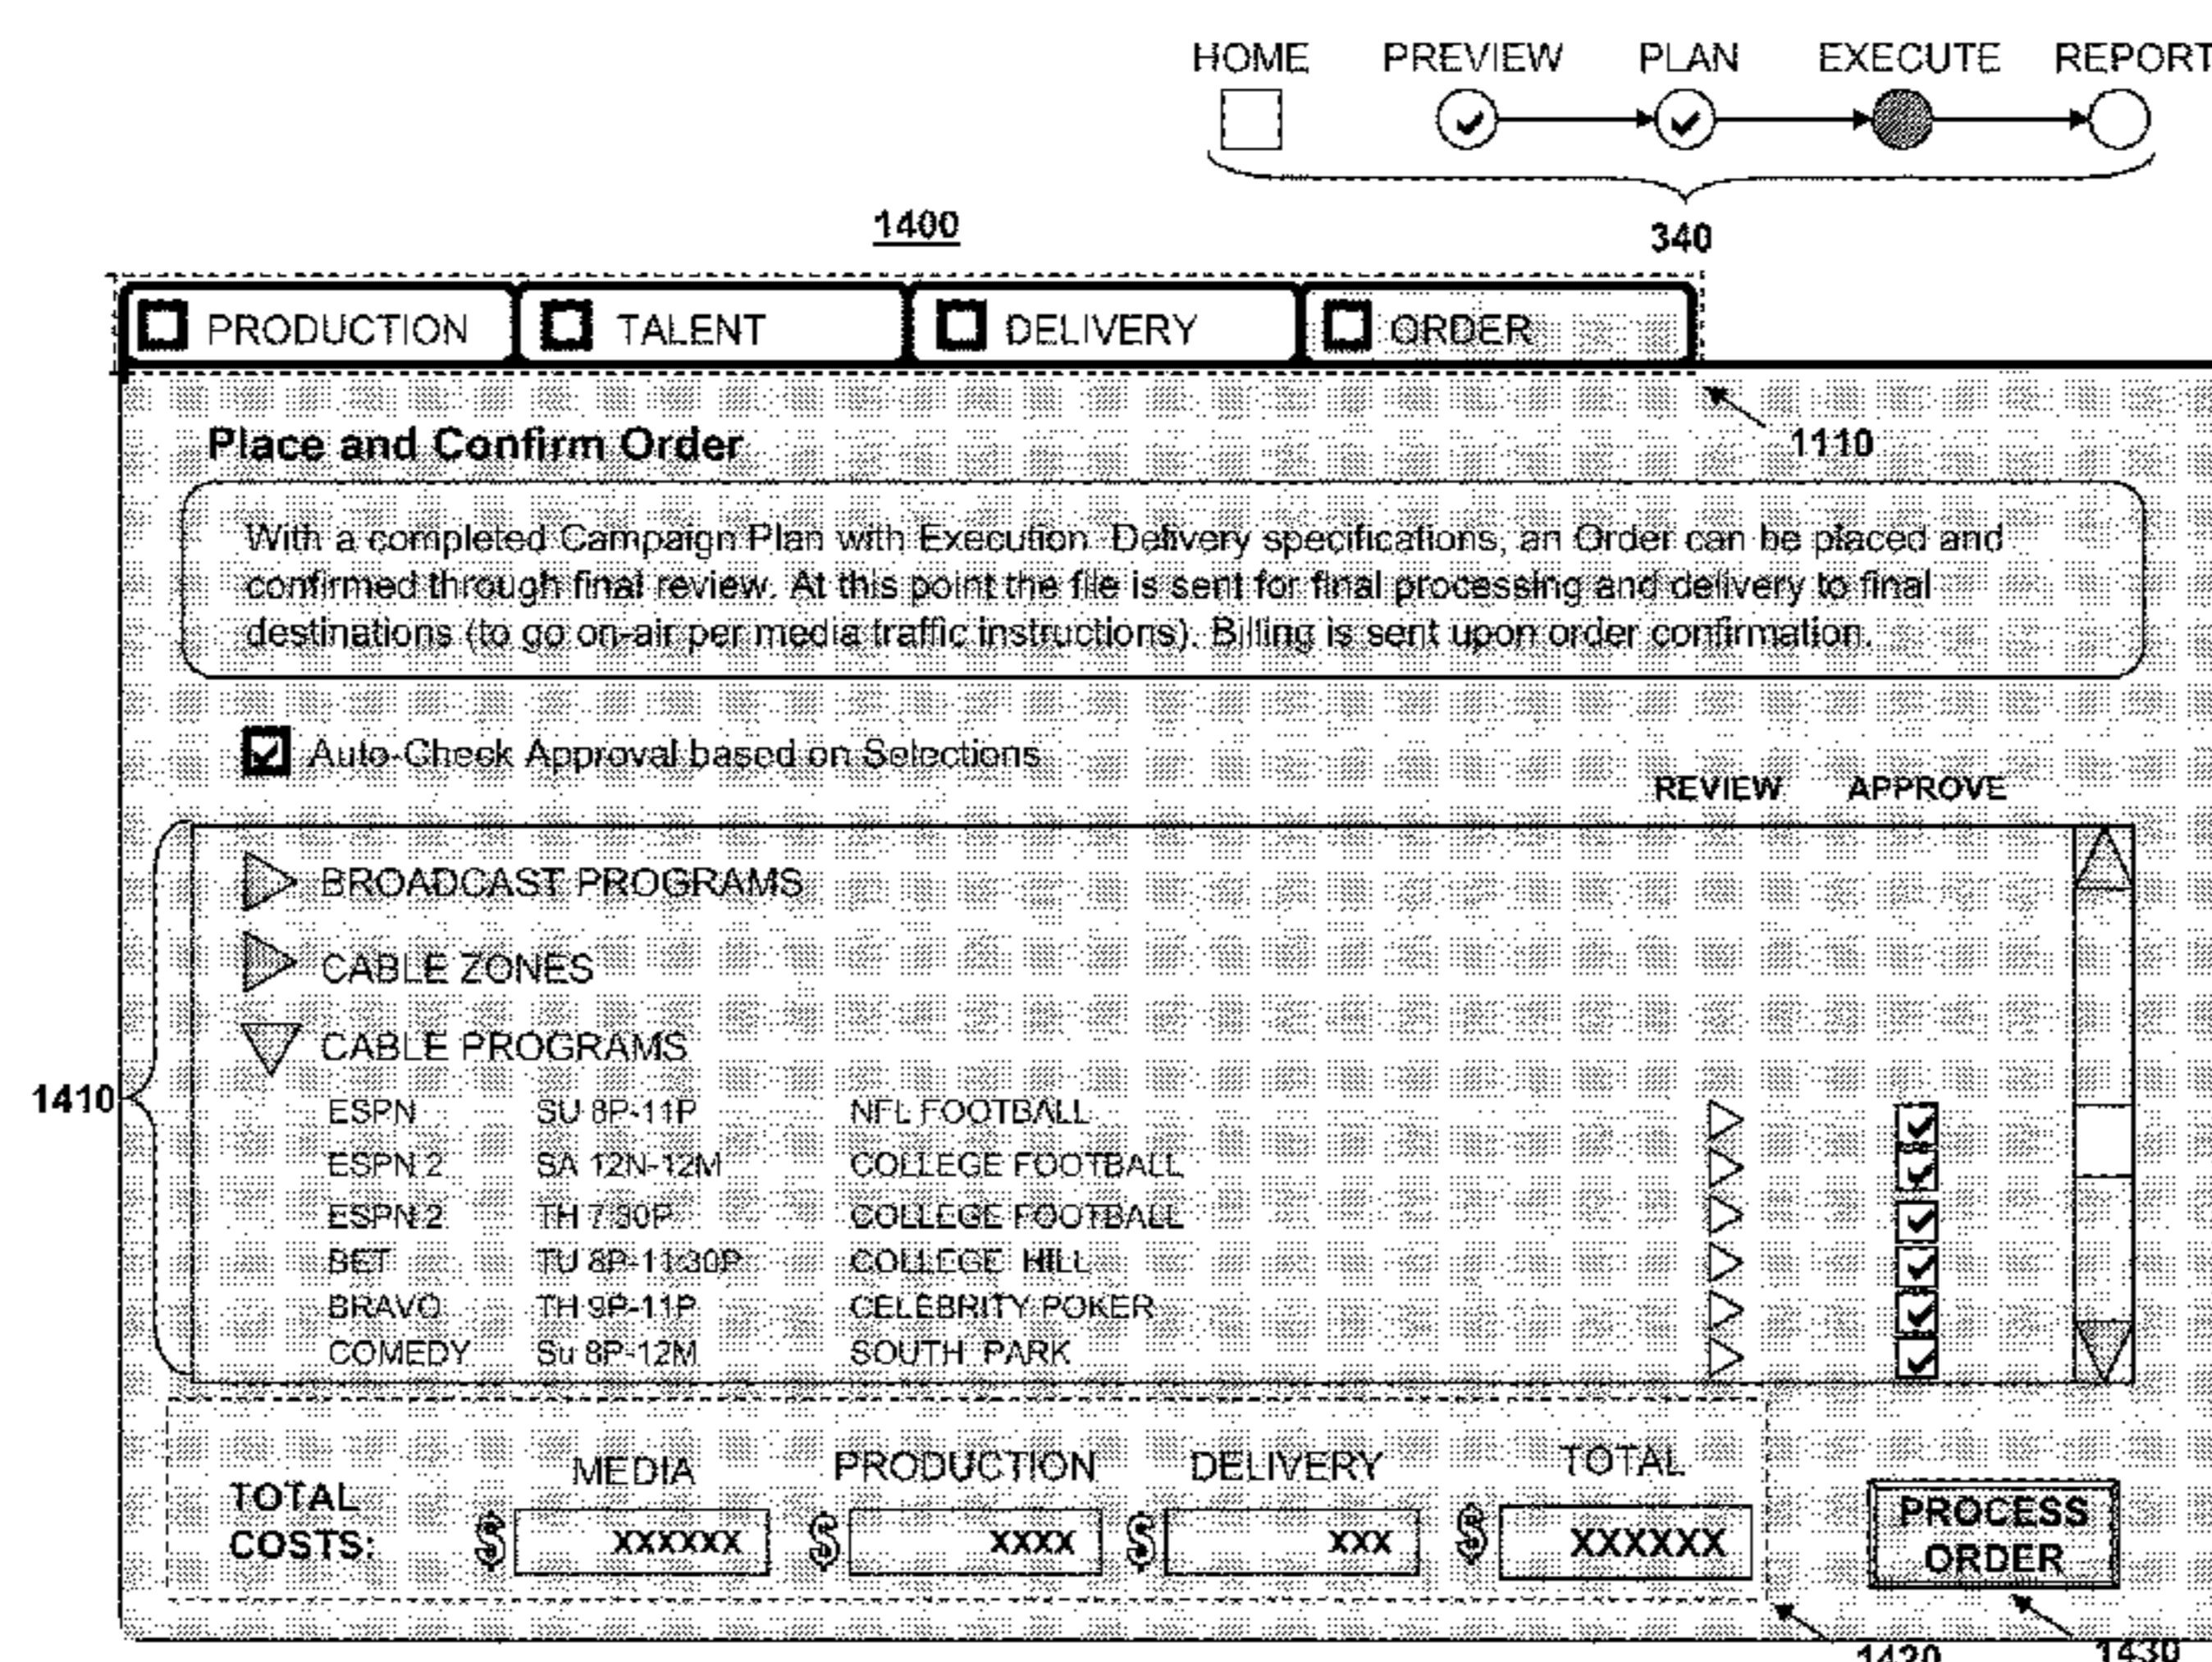 HOME PREVIEW PLAN EXECUTE REPORT
340
1400
PRODUCTION TALENT DELIVERY ORDER
1110
Place and Confirm Order
With a completed Campaign Plan with Execution Delivery specifications, an Order can be placed and
confirmed through final review. At this point the file is sent for final processing and delivery to final
destinations (to go on-air per media traffic instructions). Billing is sent upon order confirmation.
Auto-Check Approval based on Selections
REVIEW APPROVE
BROADCAST PROGRAMS
CABLE ZONES
CABLE PROGRAMS
1410
ESPN SU 8P-11P NFL FOOTBALL
ESPN 2 SA 12N-12M COLLEGE FOOTBALL
ESPN 2 TH 7:30P COLLEGE FOOTBALL
BET TU 8P-11:30P COLLEGE HILL
BRAVO TH 9P-11P CELEBRITY POKER
COMEDY Su 8P-12M SOUTH PARK
MEDIA PRODUCTION DELIVERY TOTAL
TOTAL
COSTS:
$ XXXXXX $ XXXX $ XXX $ XXXXXX
PROCESS
ORDER
1420 1430